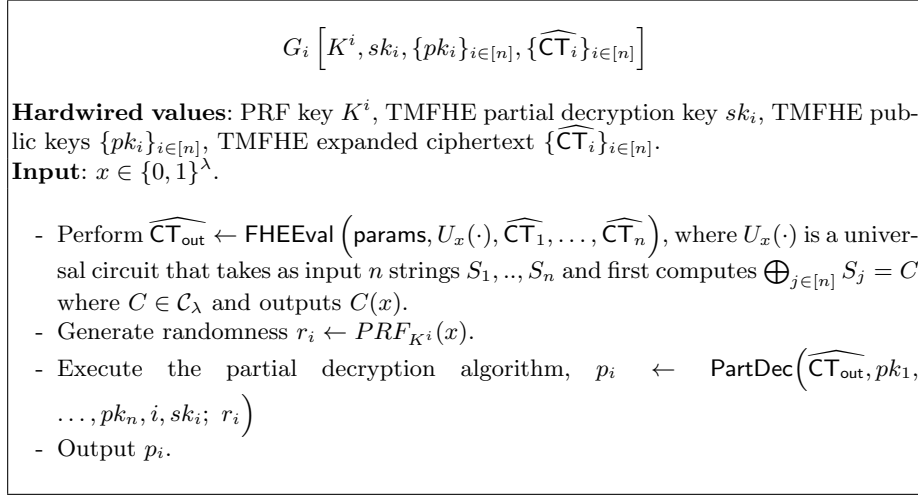 G_i [K^i, sk_i, {pk_i}_{i∈[n]}, {\widehat{CT_i}}_{i∈[n]}]
Hardwired values: PRF key K^i, TMFHE partial decryption key sk_i, TMFHE pub-
lic keys {pk_i}_{i∈[n]}, TMFHE expanded ciphertext {\widehat{CT_i}}_{i∈[n]}.
Input: x ∈ {0, 1}^λ.
- Perform \widehat{CT_out} ← FHEEval (params, U_x(·), \widehat{CT}_1, . . . , \widehat{CT}_n), where U_x(·) is a univer-
sal circuit that takes as input n strings S_1, .., S_n and first computes ⊕_{j∈[n]} S_j = C
where C ∈ C_λ and outputs C(x).
- Generate randomness r_i ← PRF_{K^i}(x).
- Execute the partial decryption algorithm, p_i ← PartDec(\widehat{CT_out}, pk_1,
. . . , pk_n, i, sk_i; r_i)
- Output p_i.